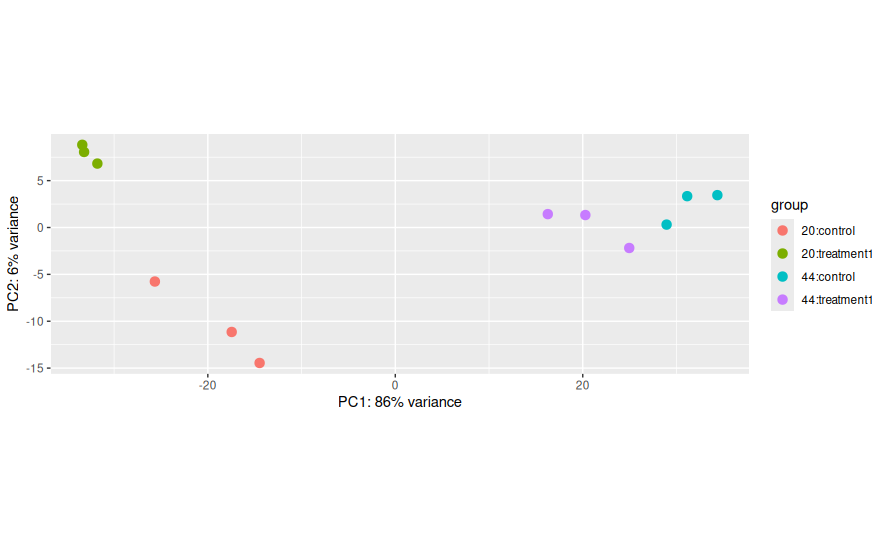 5
0
-5
-10
-15
-20
0
20
PC1: 86% variance
PC2: 6% variance
group
20:control
20:treatment1
44:control
44:treatment1